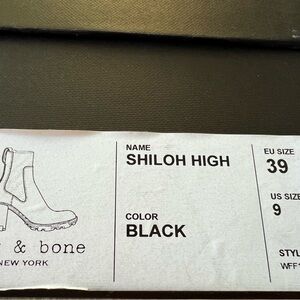 NAME
SHILOH HIGH
EU SIZE
39
COLOR
BLACK
US SIZE
9
& bone
NEW YORK